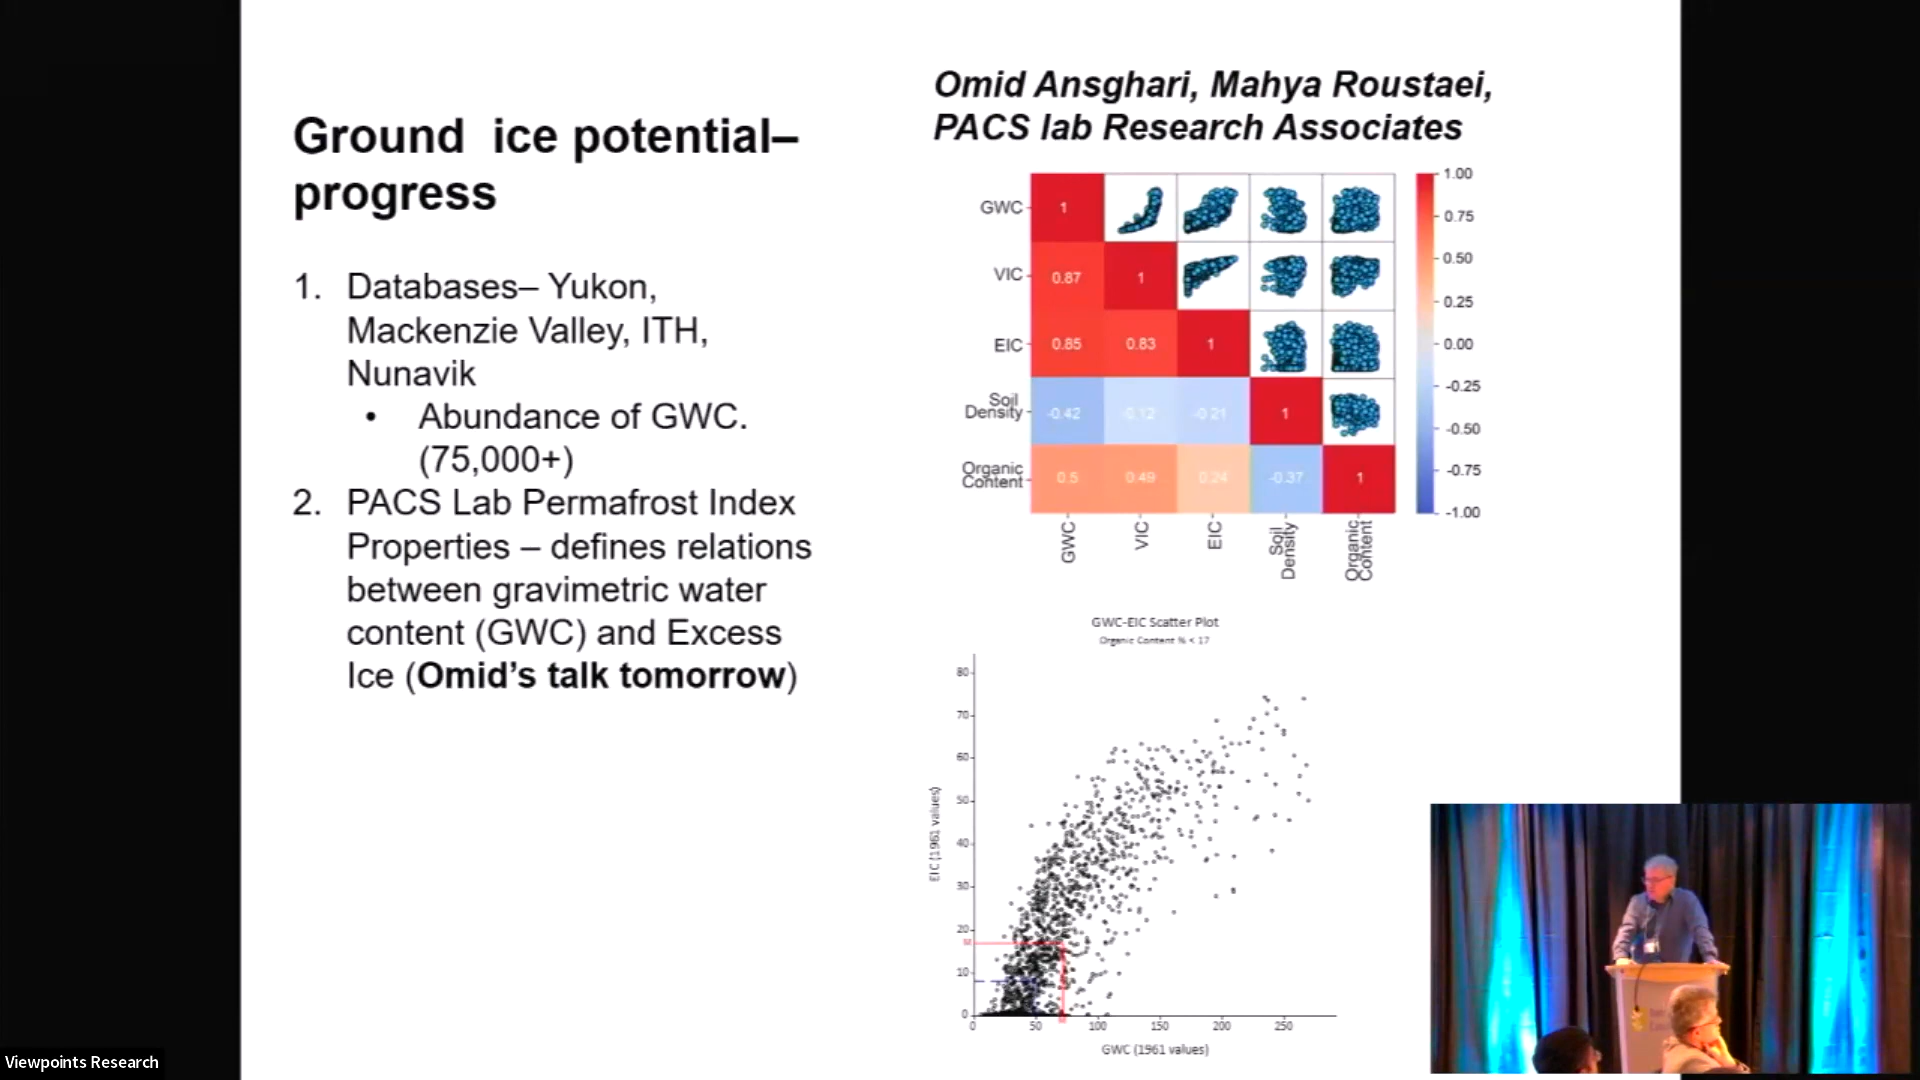 Ground ice potential–
progress
1. Databases– Yukon,
Mackenzie Valley, ITH,
Nunavik
• Abundance of GWC.
(75,000+)
2. PACS Lab Permafrost Index
Properties – defines relations
between gravimetric water
content (GWC) and Excess
Ice (Omid's talk tomorrow)
Omid Ansghari, Mahya Roustaei,
PACS lab Research Associates
GWC
1
VIC
0.87
1
EIC
0.85
0.83
1
Soil
Density
-0.42
-0.12
-0.21
1
Organic
Content
0.5
0.49
0.24
-0.37
1
GWC
VIC
EIC
Soil
Density
Organic
Content
1.00
0.75
0.50
0.25
0.00
-0.25
-0.50
-0.75
-1.00
GWC-EIC Scatter Plot
Organic Content % < 17
EIC (1961 values)
80
70
60
50
40
30
20
10
0
0
50
100
150
200
250
GWC (1961 values)
Viewpoints Research